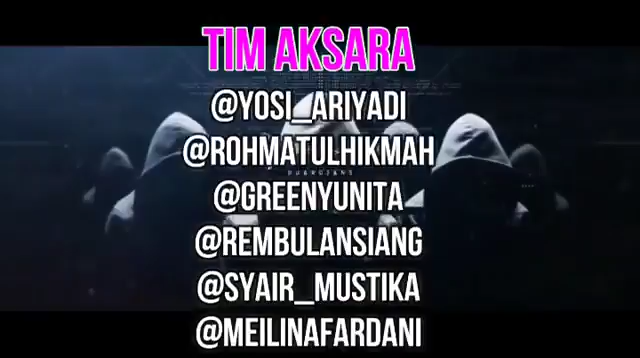 TIM AKSARA
@YOSI_ARIYADI
@ROHMATULHIKMAH
@GREENYUNITA
@REMBULANSIANG
@SYAIR_MUSTIKA
@MEILINAFARDANI